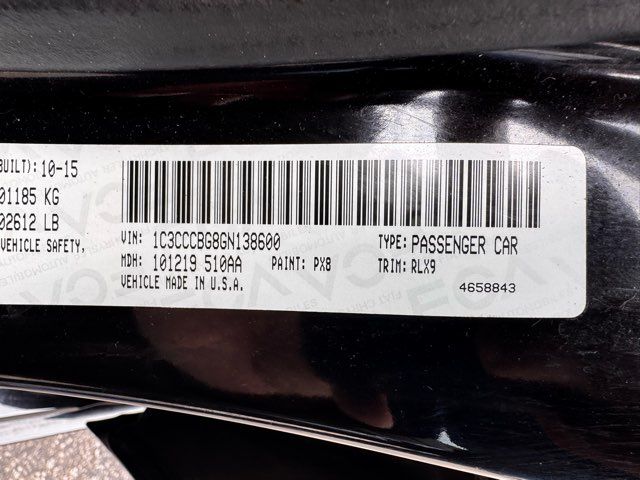 BUILT): 10-15
01185 KG
02612 LB
VEHICLE SAFETY,
VIN: 1C3CCCBG8GN138600
TYPE: PASSENGER CAR
MDH: 101219 510AA PAINT: PX8
TRIM: RLX9
VEHICLE MADE IN U.S.A.
4658843